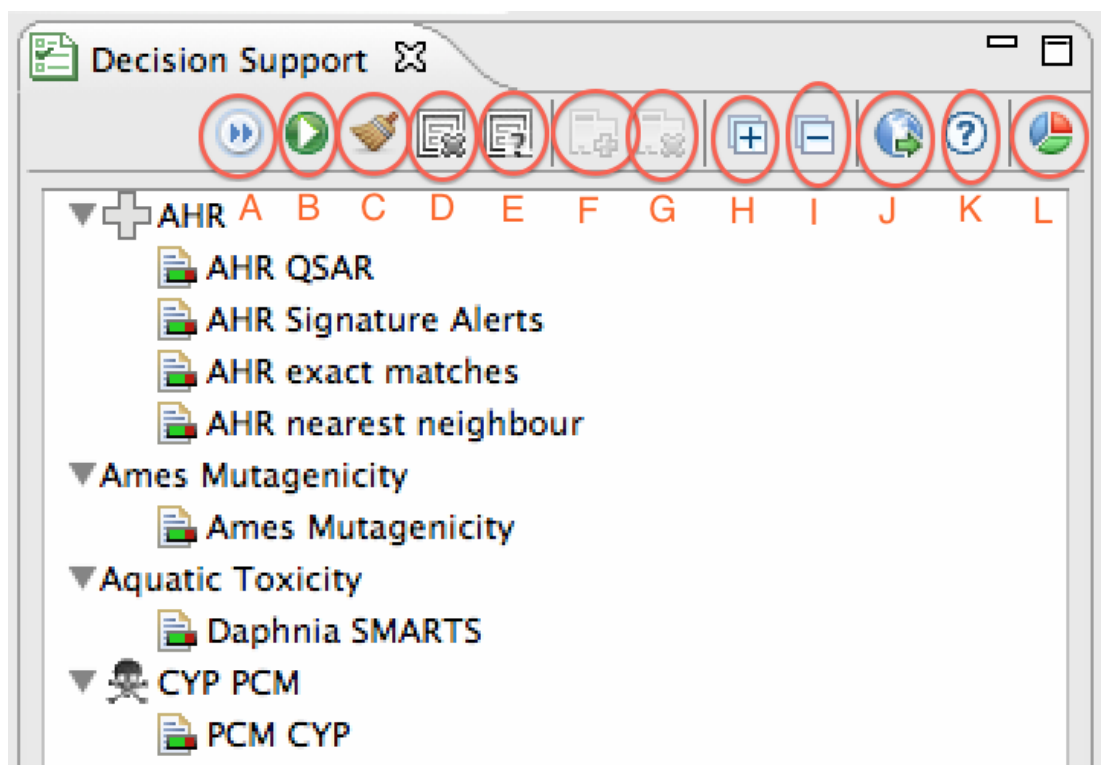 Decision Support
AHR A B C D E F G H I J K L
AHR QSAR
AHR Signature Alerts
AHR exact matches
AHR nearest neighbour
Ames Mutagenicity
Ames Mutagenicity
Aquatic Toxicity
Daphnia SMARTS
CYP PCM
PCM CYP